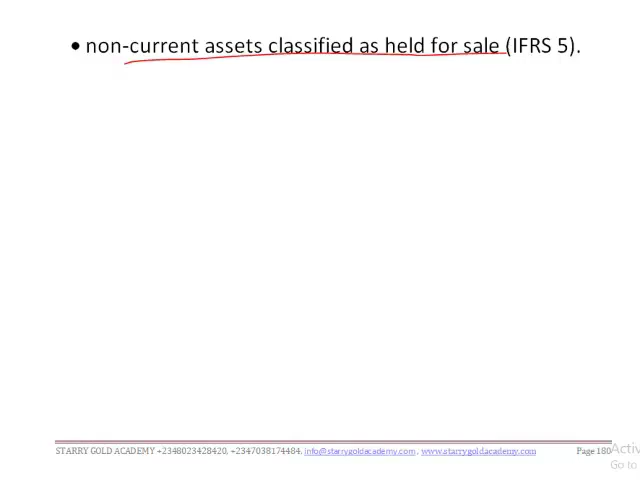 • non-current assets classified as held for sale (IFRS 5).
STARRY GOLD ACADEMY +2348023428420, +2347038174484. info@starrygoldacademy.com , www.starrygoldacademy.com Page 180
Activ
Go to